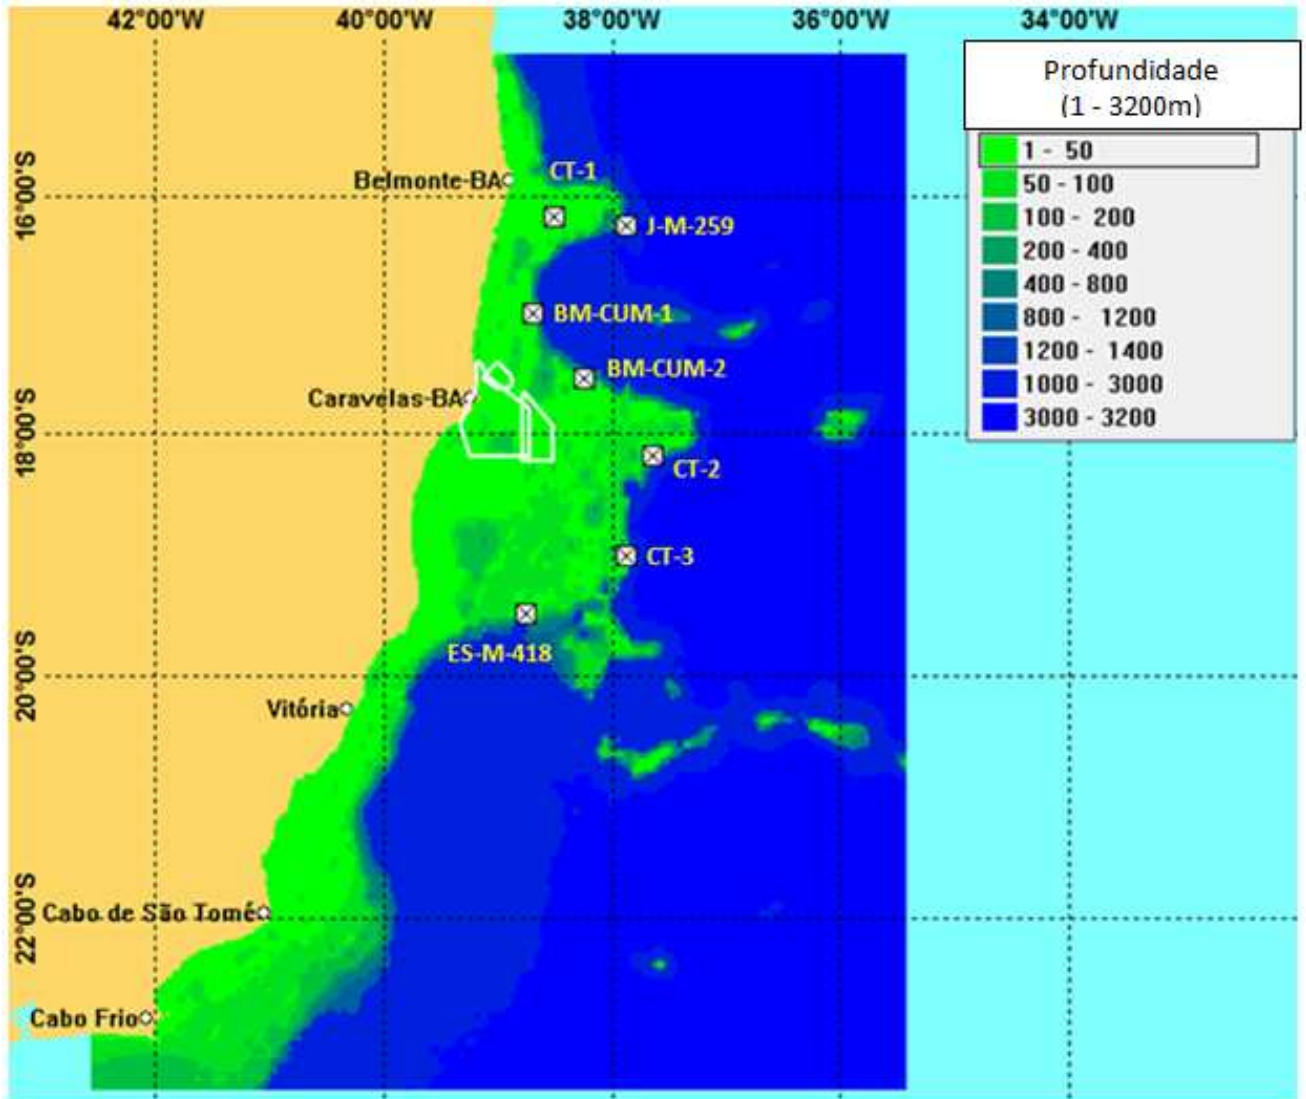 42°00'W 40°00'W 38°00'W 36°00'W 34°00'W
Profundidade
(1 - 3200m)
1 - 50
50 - 100
100 - 200
200 - 400
400 - 800
800 - 1200
1200 - 1400
1000 - 3000
3000 - 3200
16°00'S
18°00'S
20°00'S
22°00'S
Belmonte-BA
CT-1
J-M-259
BM-CUM-1
BM-CUM-2
Caravelas-BA
CT-2
CT-3
ES-M-418
Vitória
Cabo de São Tomé
Cabo Frio